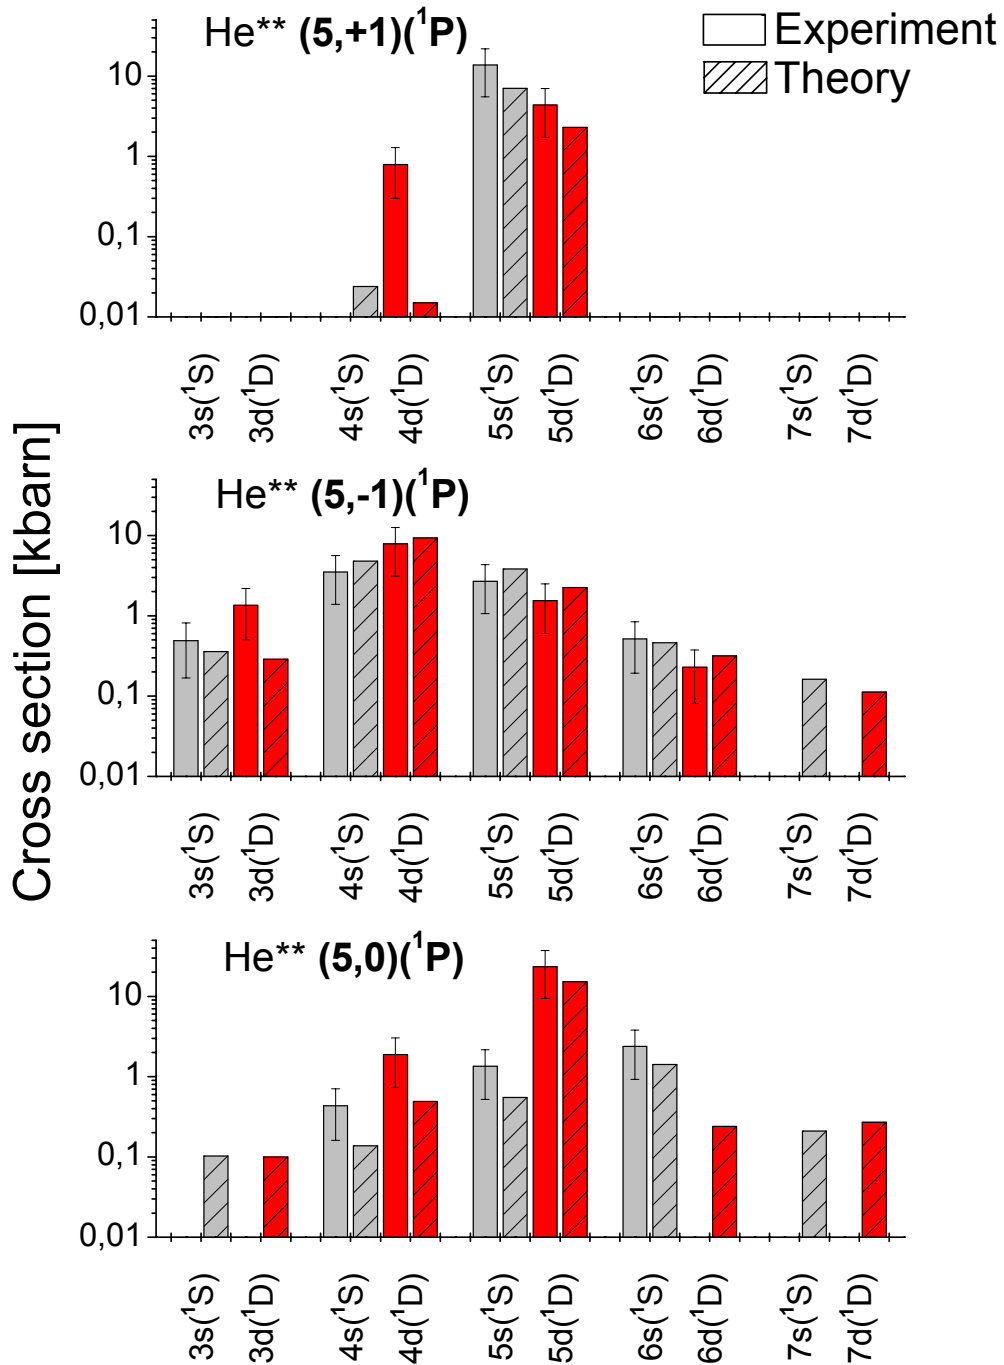 He** (5,+1)(¹P)
Experiment
Theory
10
1
0,1
0,01
3s(¹S)
3d(¹D)
4s(¹S)
4d(¹D)
5s(¹S)
5d(¹D)
6s(¹S)
6d(¹D)
7s(¹S)
7d(¹D)
Cross section [kbarn]
He** (5,-1)(¹P)
10
1
0,1
0,01
3s(¹S)
3d(¹D)
4s(¹S)
4d(¹D)
5s(¹S)
5d(¹D)
6s(¹S)
6d(¹D)
7s(¹S)
7d(¹D)
He** (5,0)(¹P)
10
1
0,1
0,01
3s(¹S)
3d(¹D)
4s(¹S)
4d(¹D)
5s(¹S)
5d(¹D)
6s(¹S)
6d(¹D)
7s(¹S)
7d(¹D)